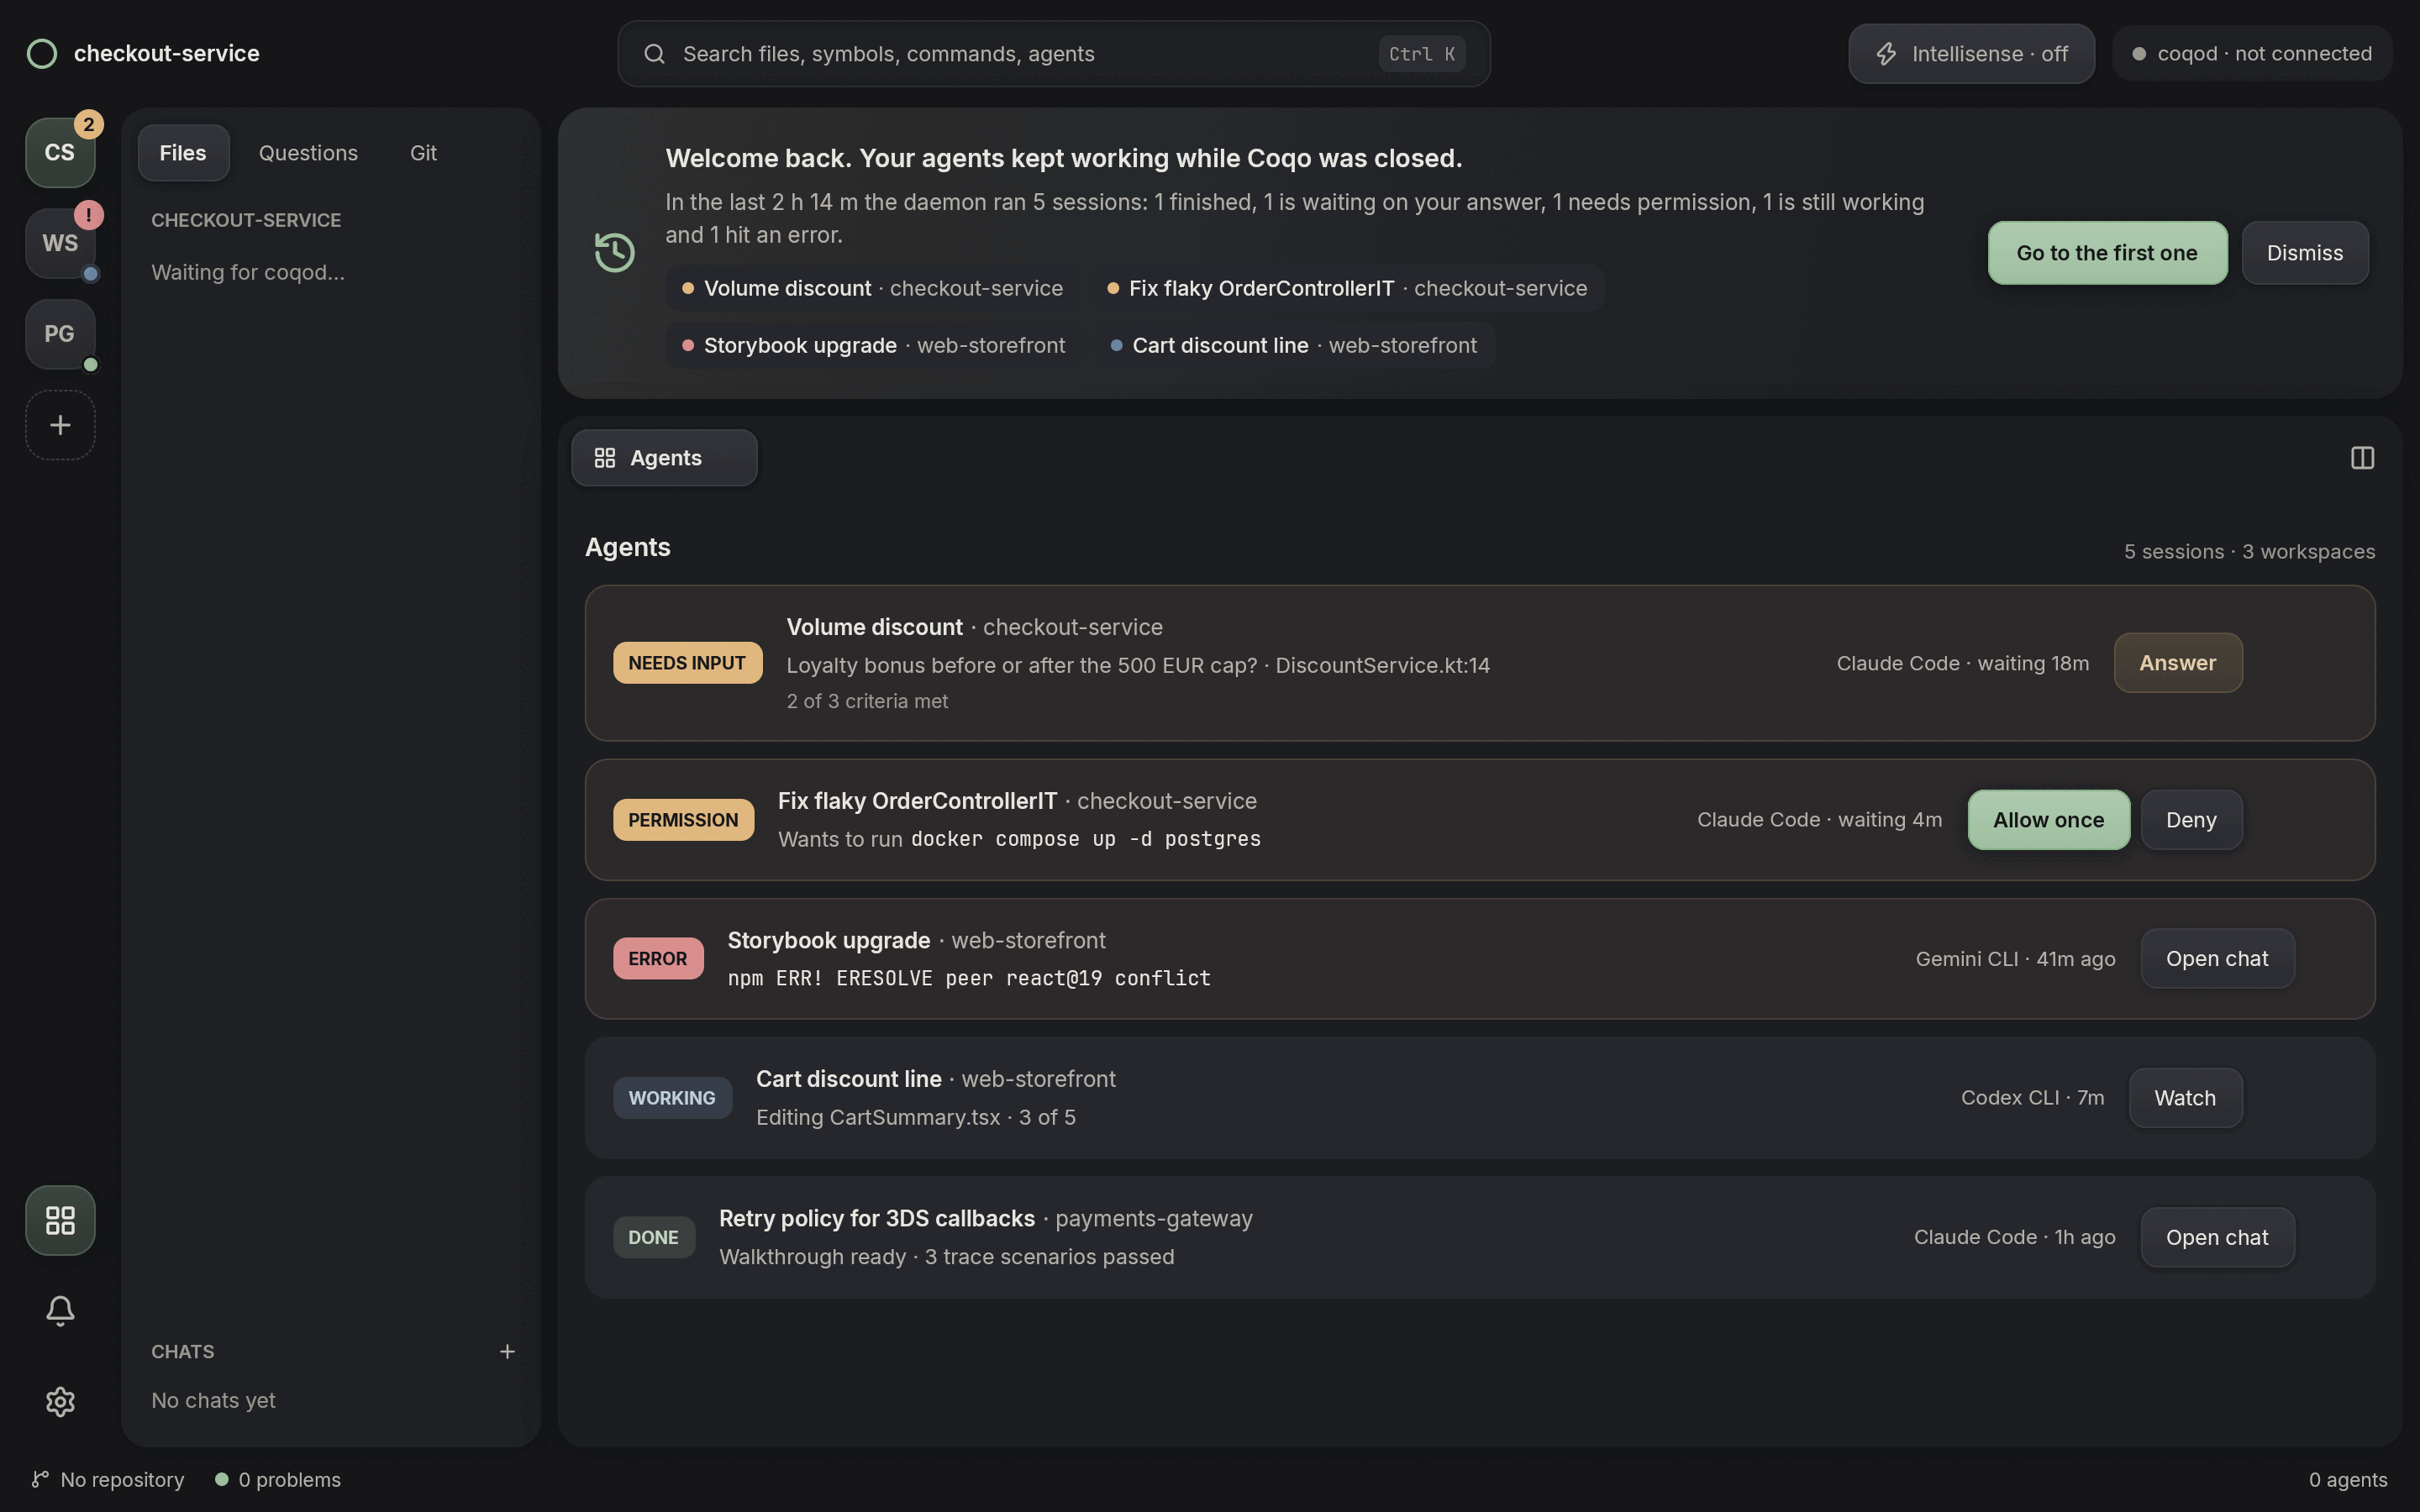 checkout-service
Search files, symbols, commands, agents
Ctrl K
Intellisense · off
coqod · not connected
CS
2
WS
!
PG
Files
Questions
Git
CHECKOUT-SERVICE
Waiting for coqod...
Welcome back. Your agents kept working while Coqo was closed.
In the last 2 h 14 m the daemon ran 5 sessions: 1 finished, 1 is waiting on your answer, 1 needs permission, 1 is still working
and 1 hit an error.
Volume discount · checkout-service
Fix flaky OrderControllerIT · checkout-service
Storybook upgrade · web-storefront
Cart discount line · web-storefront
Go to the first one
Dismiss
Agents
Agents
5 sessions · 3 workspaces
NEEDS INPUT
Volume discount · checkout-service
Loyalty bonus before or after the 500 EUR cap? · DiscountService.kt:14
2 of 3 criteria met
Claude Code · waiting 18m
Answer
PERMISSION
Fix flaky OrderControllerIT · checkout-service
Wants to run docker compose up -d postgres
Claude Code · waiting 4m
Allow once
Deny
ERROR
Storybook upgrade · web-storefront
npm ERR! ERESOLVE peer react@19 conflict
Gemini CLI · 41m ago
Open chat
WORKING
Cart discount line · web-storefront
Editing CartSummary.tsx · 3 of 5
Codex CLI · 7m
Watch
DONE
Retry policy for 3DS callbacks · payments-gateway
Walkthrough ready · 3 trace scenarios passed
Claude Code · 1h ago
Open chat
CHATS
No chats yet
No repository
0 problems
0 agents